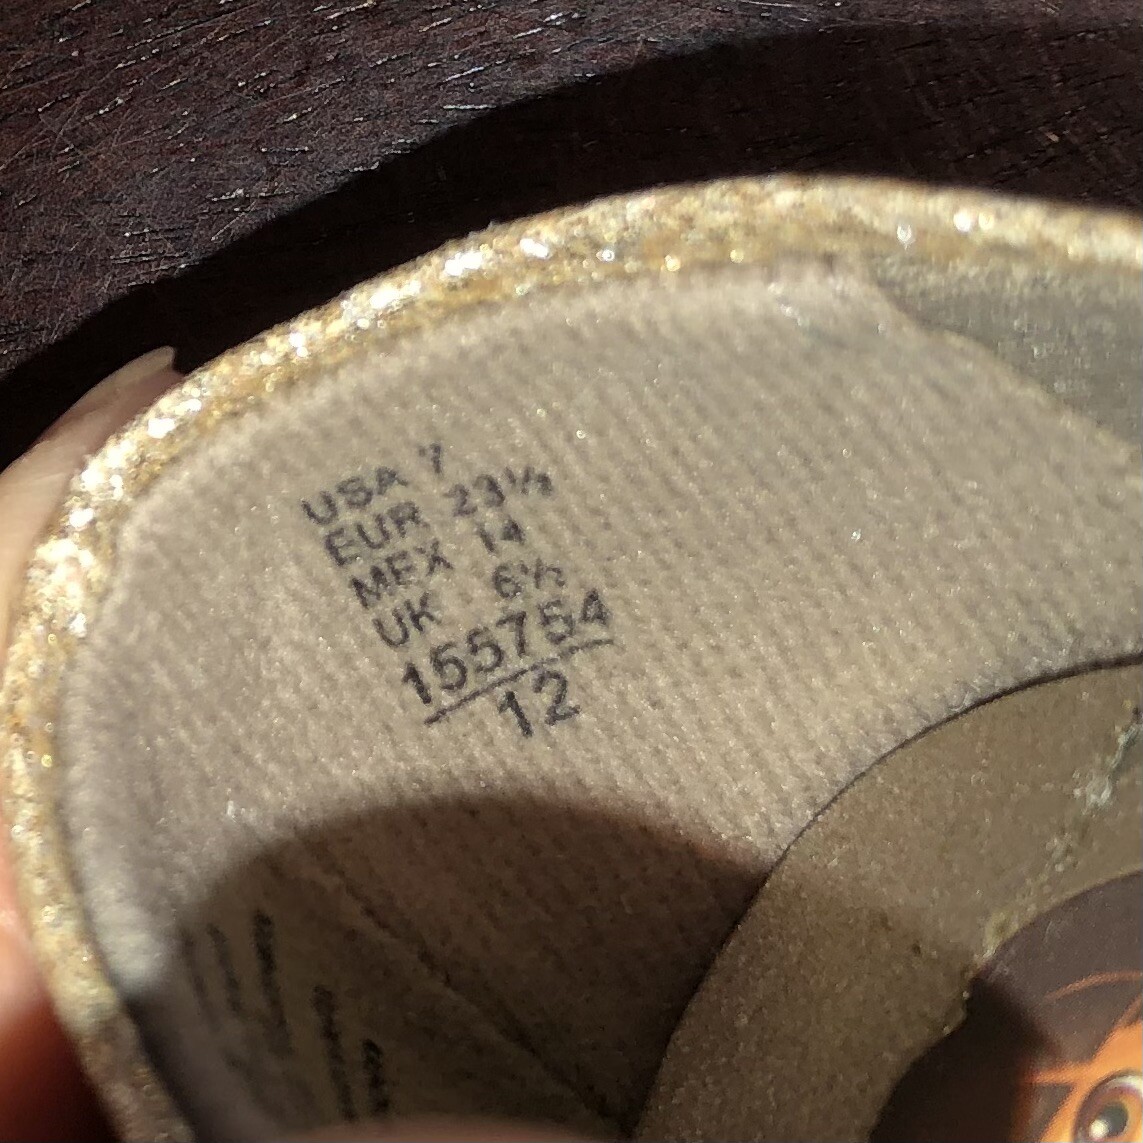 USA 7
EUR 23½
MEX 14
UK 6½
155754
12